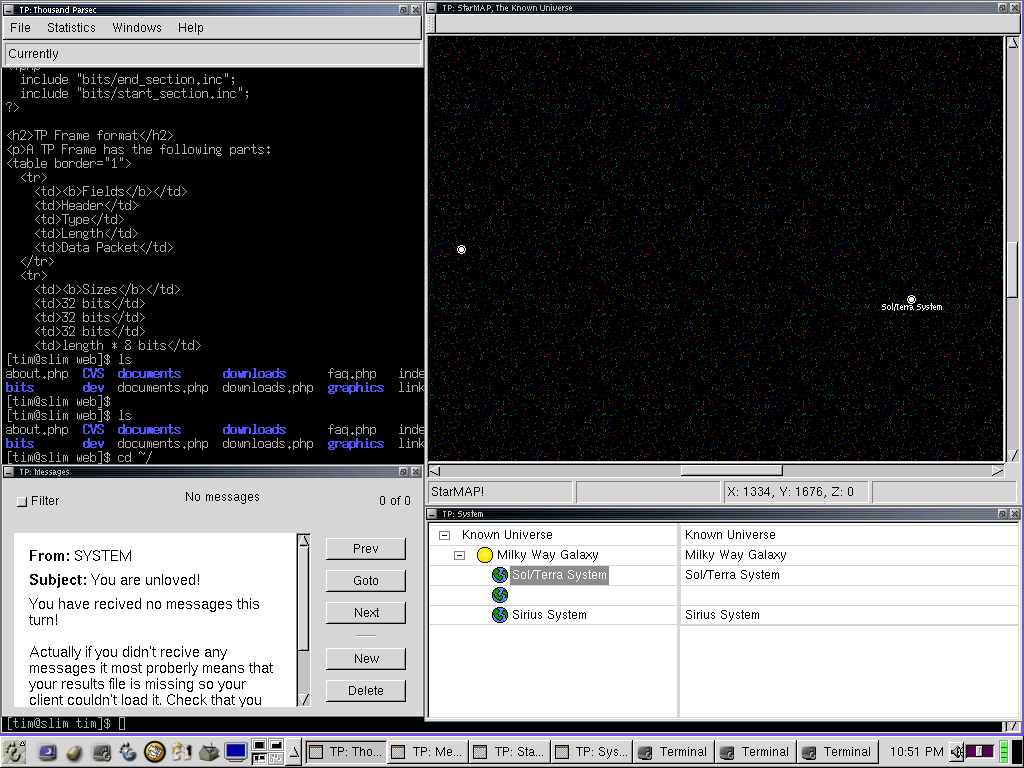 TP: Thousand Parsec
File Statistics Windows Help
Currently
include "bits/end_section.inc";
include "bits/start_section.inc";
?>
<h2>TP Frame format</h2>
<p>A TP Frame has the following parts:
<table border="1">
<tr>
<td><b>Fields</b></td>
<td>Header</td>
<td>Type</td>
<td>Length</td>
<td>Data Packet</td>
</tr>
<tr>
<td><b>Sizes</b></td>
<td>32 bits</td>
<td>32 bits</td>
<td>32 bits</td>
<td>length * 8 bits</td>
[tim@slim web]$ ls
about.php CVS documents downloads faq.php inde
bits dev documents.php downloads.php graphics link
[tim@slim web]$
[tim@slim web]$ ls
about.php CVS documents downloads faq.php inde
bits dev documents.php downloads.php graphics link
[tim@slim web]$ cd ~/
TP: Messages
Filter No messages 0 of 0
From: SYSTEM
Subject: You are unloved!
You have recived no messages this
turn!
Actually if you didn't recive any
messages it most properly means that
your results file is missing so your
client couldn't load it. Check that you
Prev
Goto
Next
New
Delete
[tim@slim tim]$
TP: StarMAP, The Known Universe
Sol/Terra System
StarMAP! X: 1334, Y: 1676, Z: 0
TP: System
Known Universe Known Universe
Milky Way Galaxy Milky Way Galaxy
Sol/Terra System Sol/Terra System
Sirius System Sirius System
TP: Tho... TP: Me... TP: Sta... TP: Sys... Terminal Terminal Terminal 10:51 PM